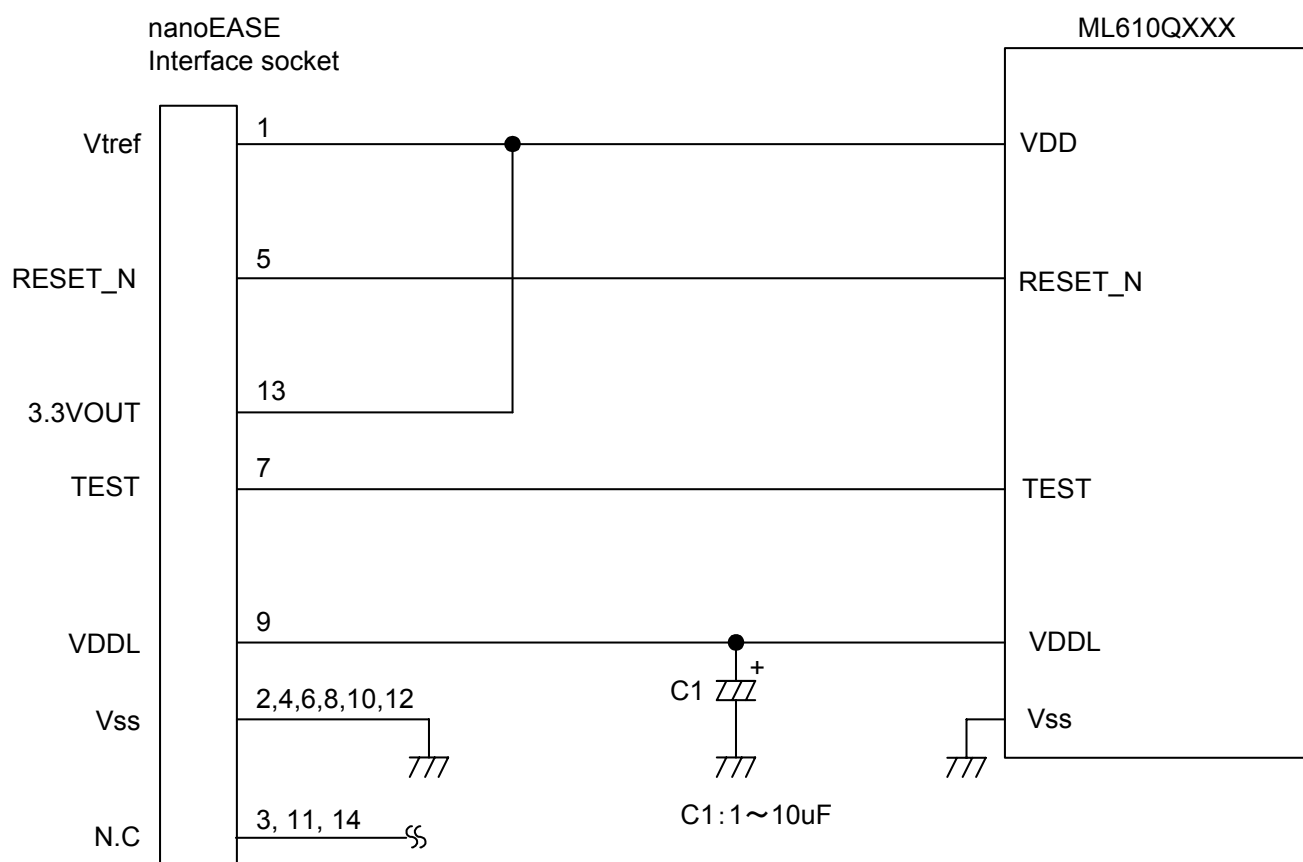 nanoEASE
Interface socket
ML610QXXX
Vtref
1
VDD
RESET_N
5
RESET_N
3.3VOUT
13
TEST
7
TEST
VDDL
9
VDDL
C1
+
Vss
2,4,6,8,10,12
Vss
C1:1～10uF
N.C
3, 11, 14